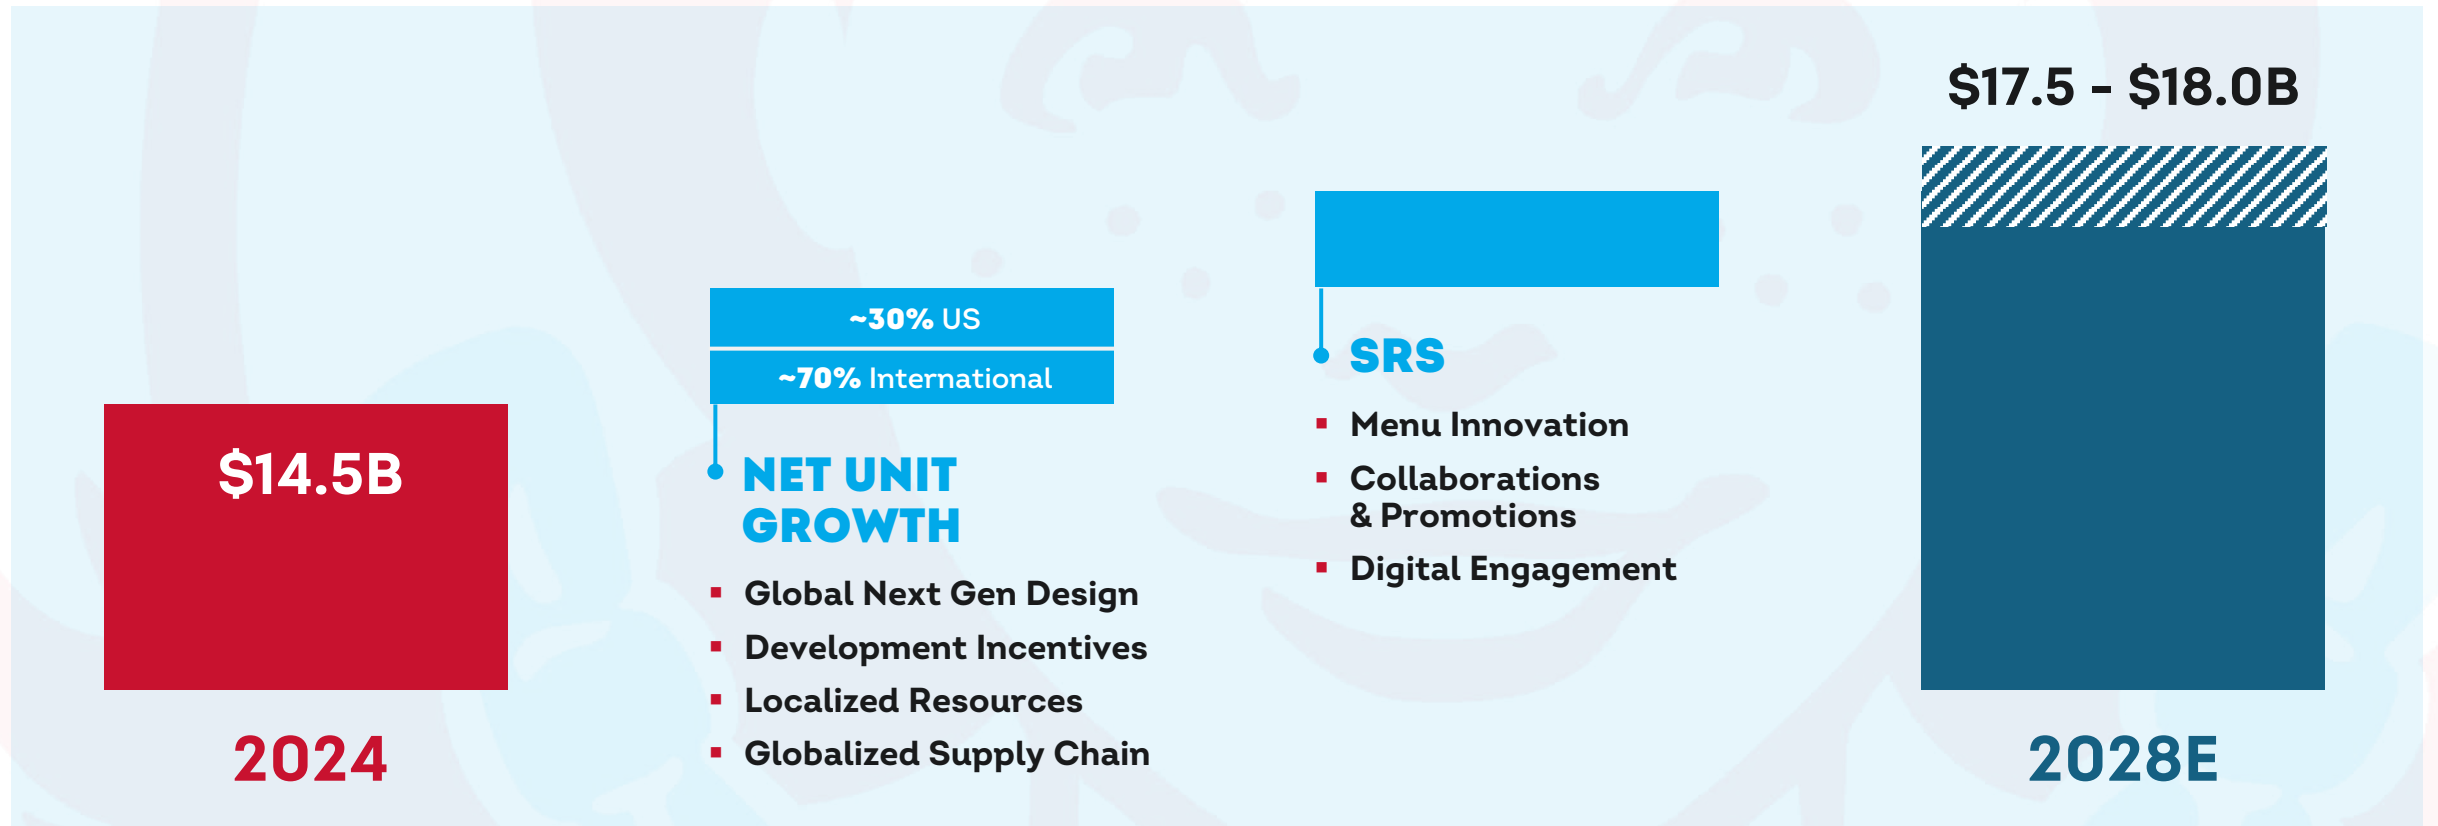 $14.5B
2024
~30% US
~70% International
NET UNIT
GROWTH
▪ Global Next Gen Design
▪ Development Incentives
▪ Localized Resources
▪ Globalized Supply Chain
SRS
▪ Menu Innovation
▪ Collaborations
& Promotions
▪ Digital Engagement
$17.5 - $18.0B
2028E